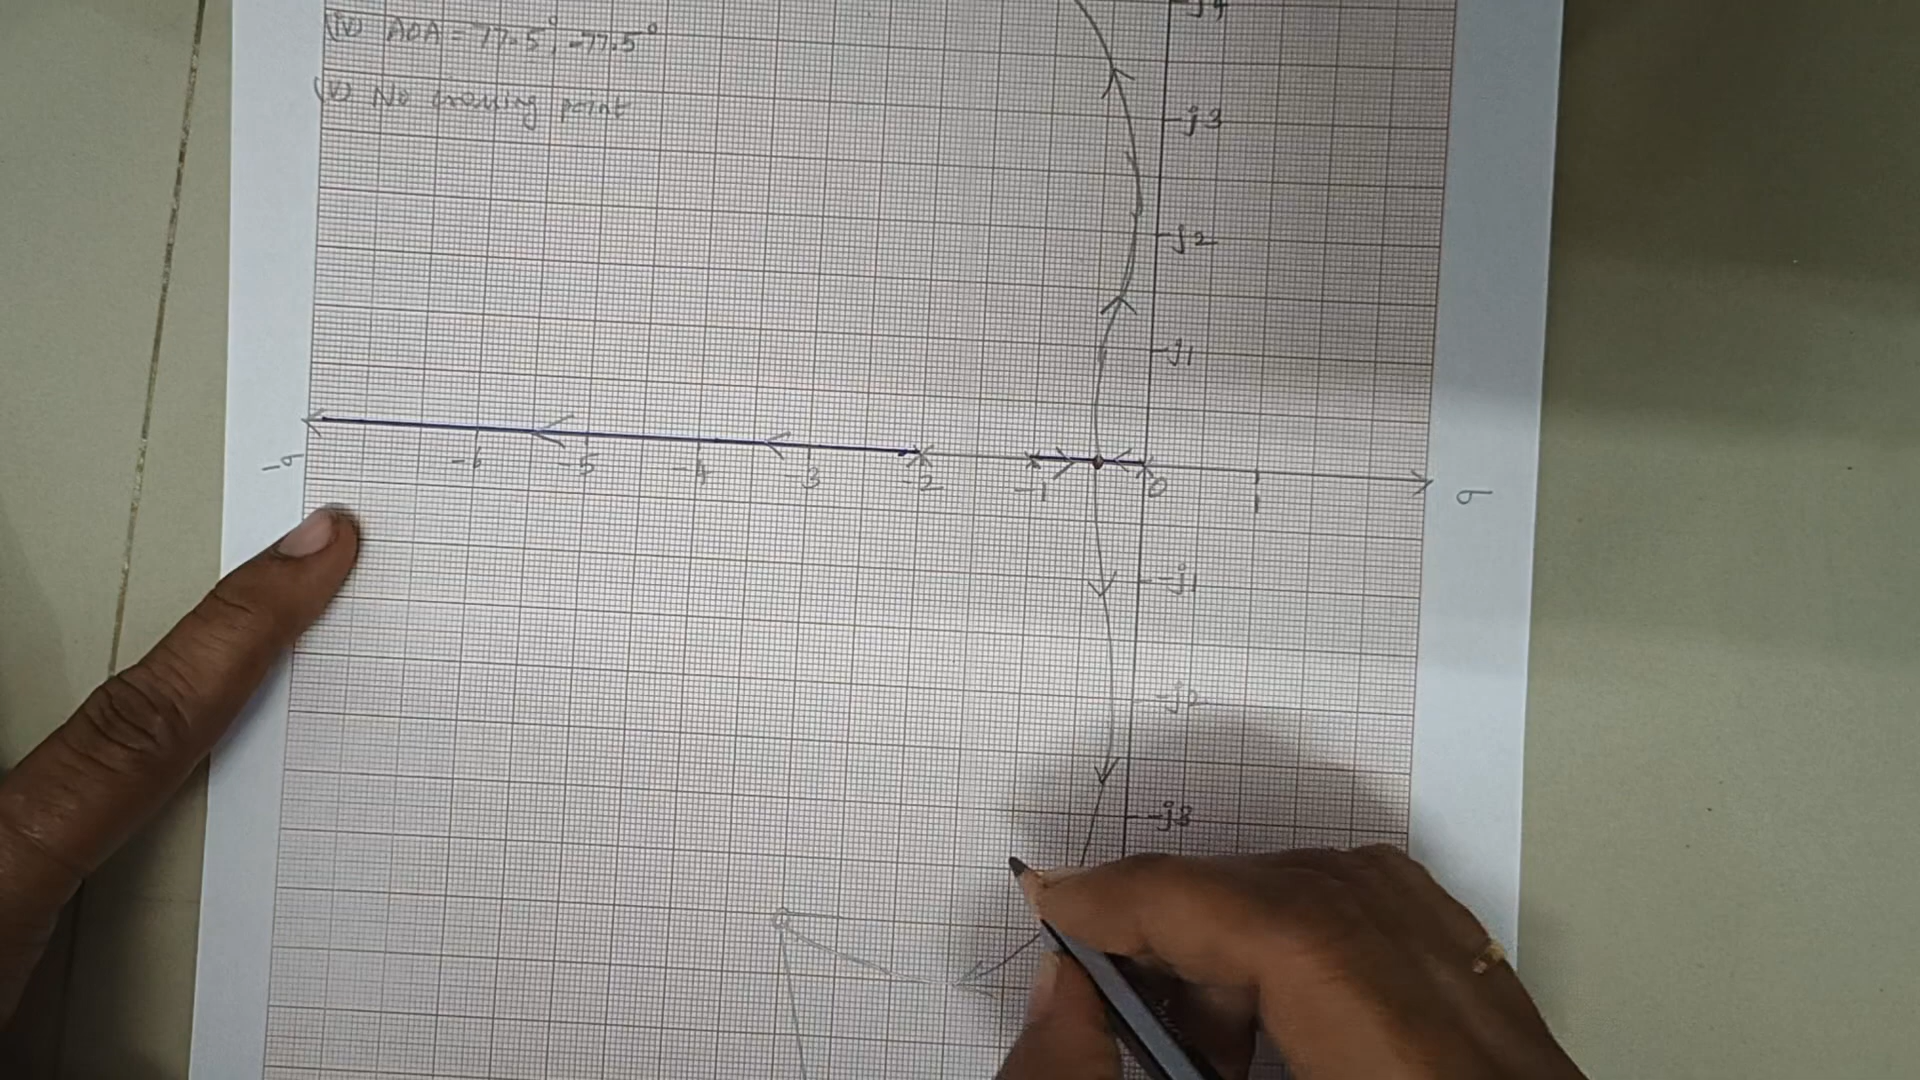 (iv) AOA = 77.5°, -77.5°
(v) No crossing point
j4
j3
j2
j1
-σ -6 -5 -4 -3 -2 -1 0 1 σ
-j1
-j2
-j3